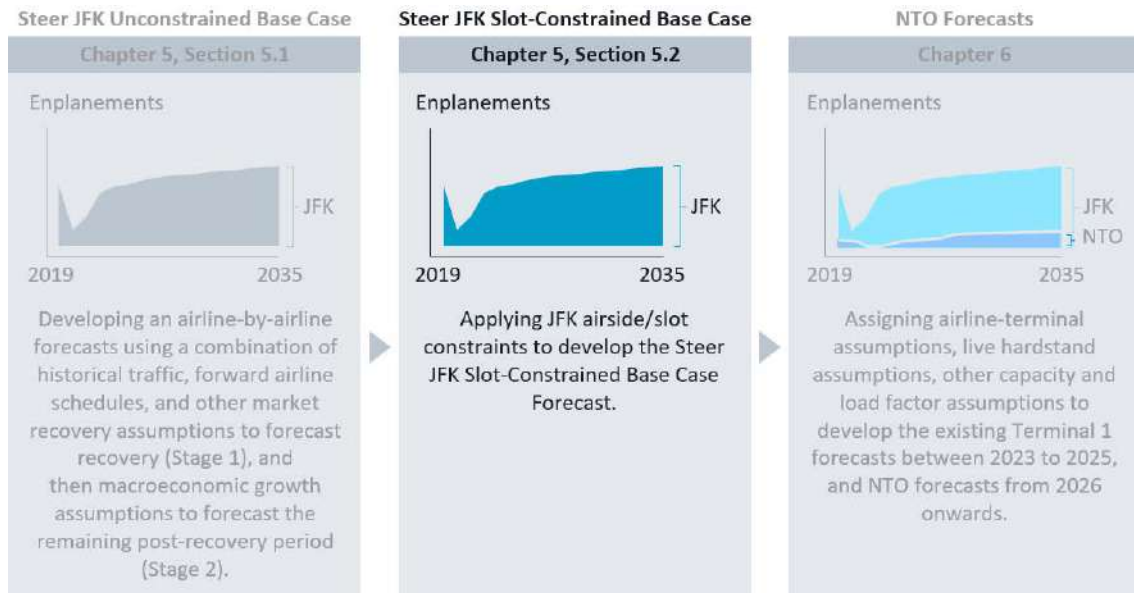 Steer JFK Unconstrained Base Case
Chapter 5, Section 5.1
Enplanements
JFK
2019
2035
Developing an airline-by-airline
forecasts using a combination of
historical traffic, forward airline
schedules, and other market
recovery assumptions to forecast
recovery (Stage 1), and
then macroeconomic growth
assumptions to forecast the
remaining post-recovery period
(Stage 2).
Steer JFK Slot-Constrained Base Case
Chapter 5, Section 5.2
Enplanements
JFK
2019
2035
Applying JFK airside/slot
constraints to develop the Steer
JFK Slot-Constrained Base Case
Forecast.
NTO Forecasts
Chapter 6
Enplanements
JFK
NTO
2019
2035
Assigning airline-terminal
assumptions, live hardstand
assumptions, other capacity and
load factor assumptions to
develop the existing Terminal 1
forecasts between 2023 to 2025,
and NTO forecasts from 2026
onwards.